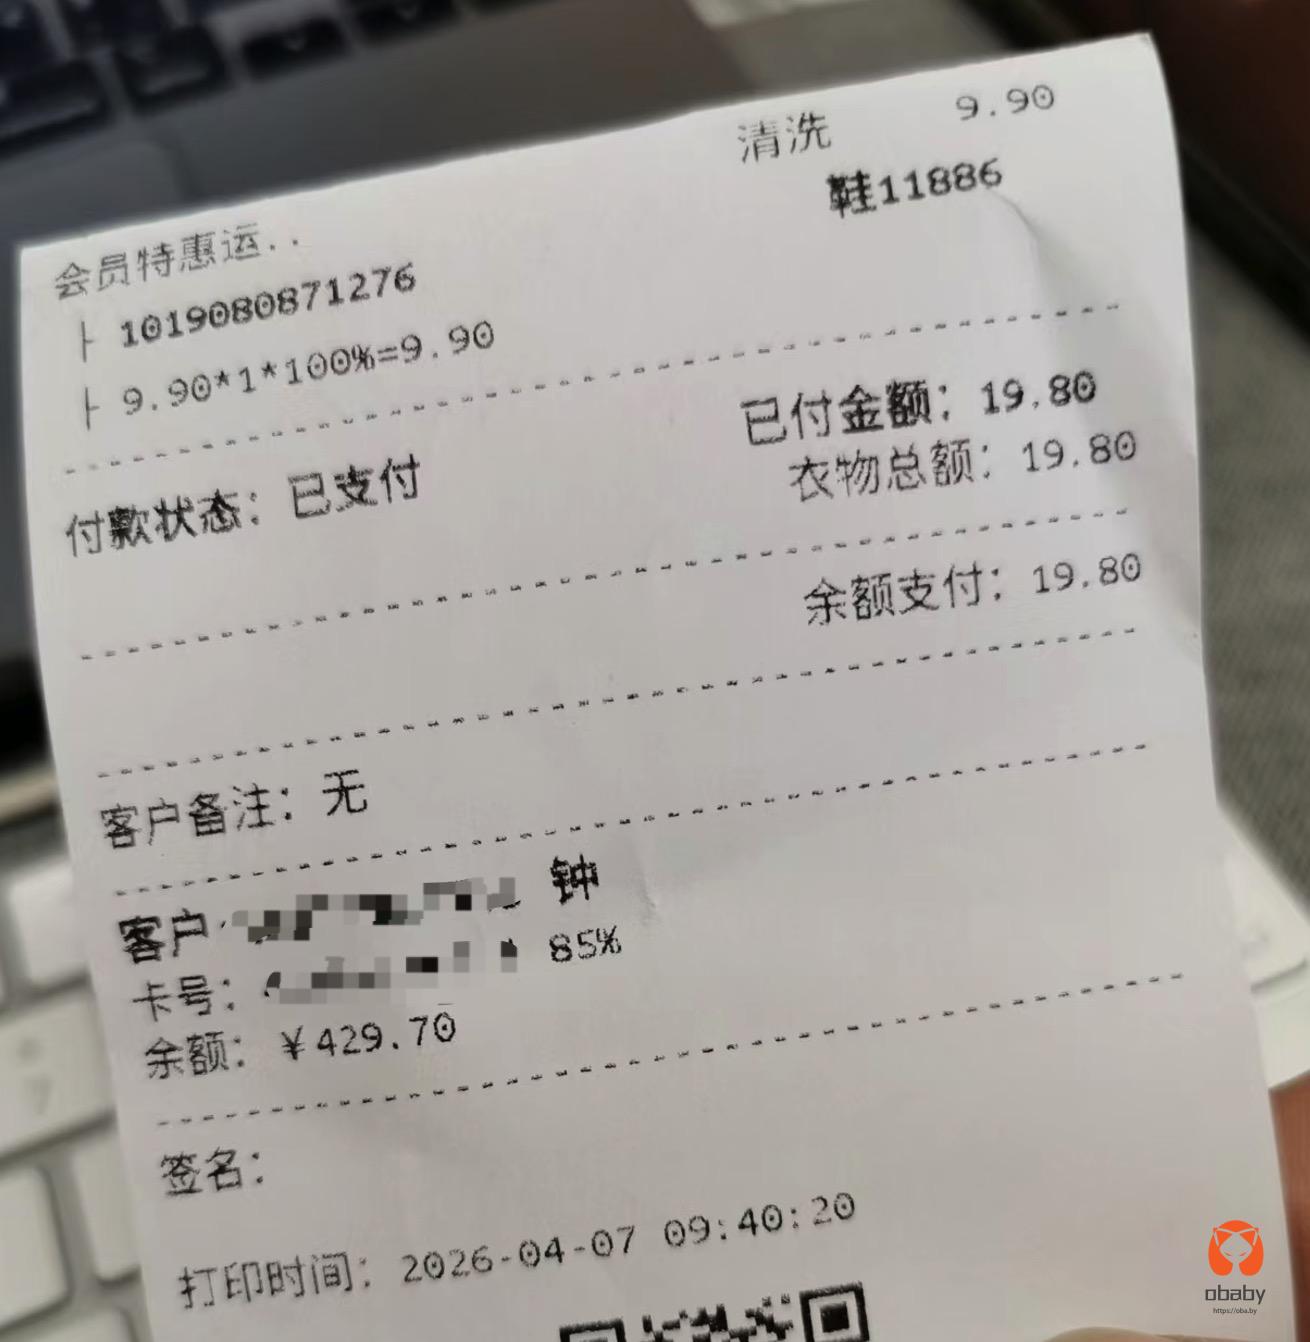 清洗 9.90
会员特惠运.. 鞋11886
├ 1019080871276
├ 9.90*1*100%=9.90
已付金额: 19.80
付款状态: 已支付 衣物总额: 19.80
余额支付: 19.80
客户备注: 无
客户 钟
卡号: 85%
余额: ¥429.70
签名:
打印时间: 2026-04-07 09:40:20
obaby
https://oba.by